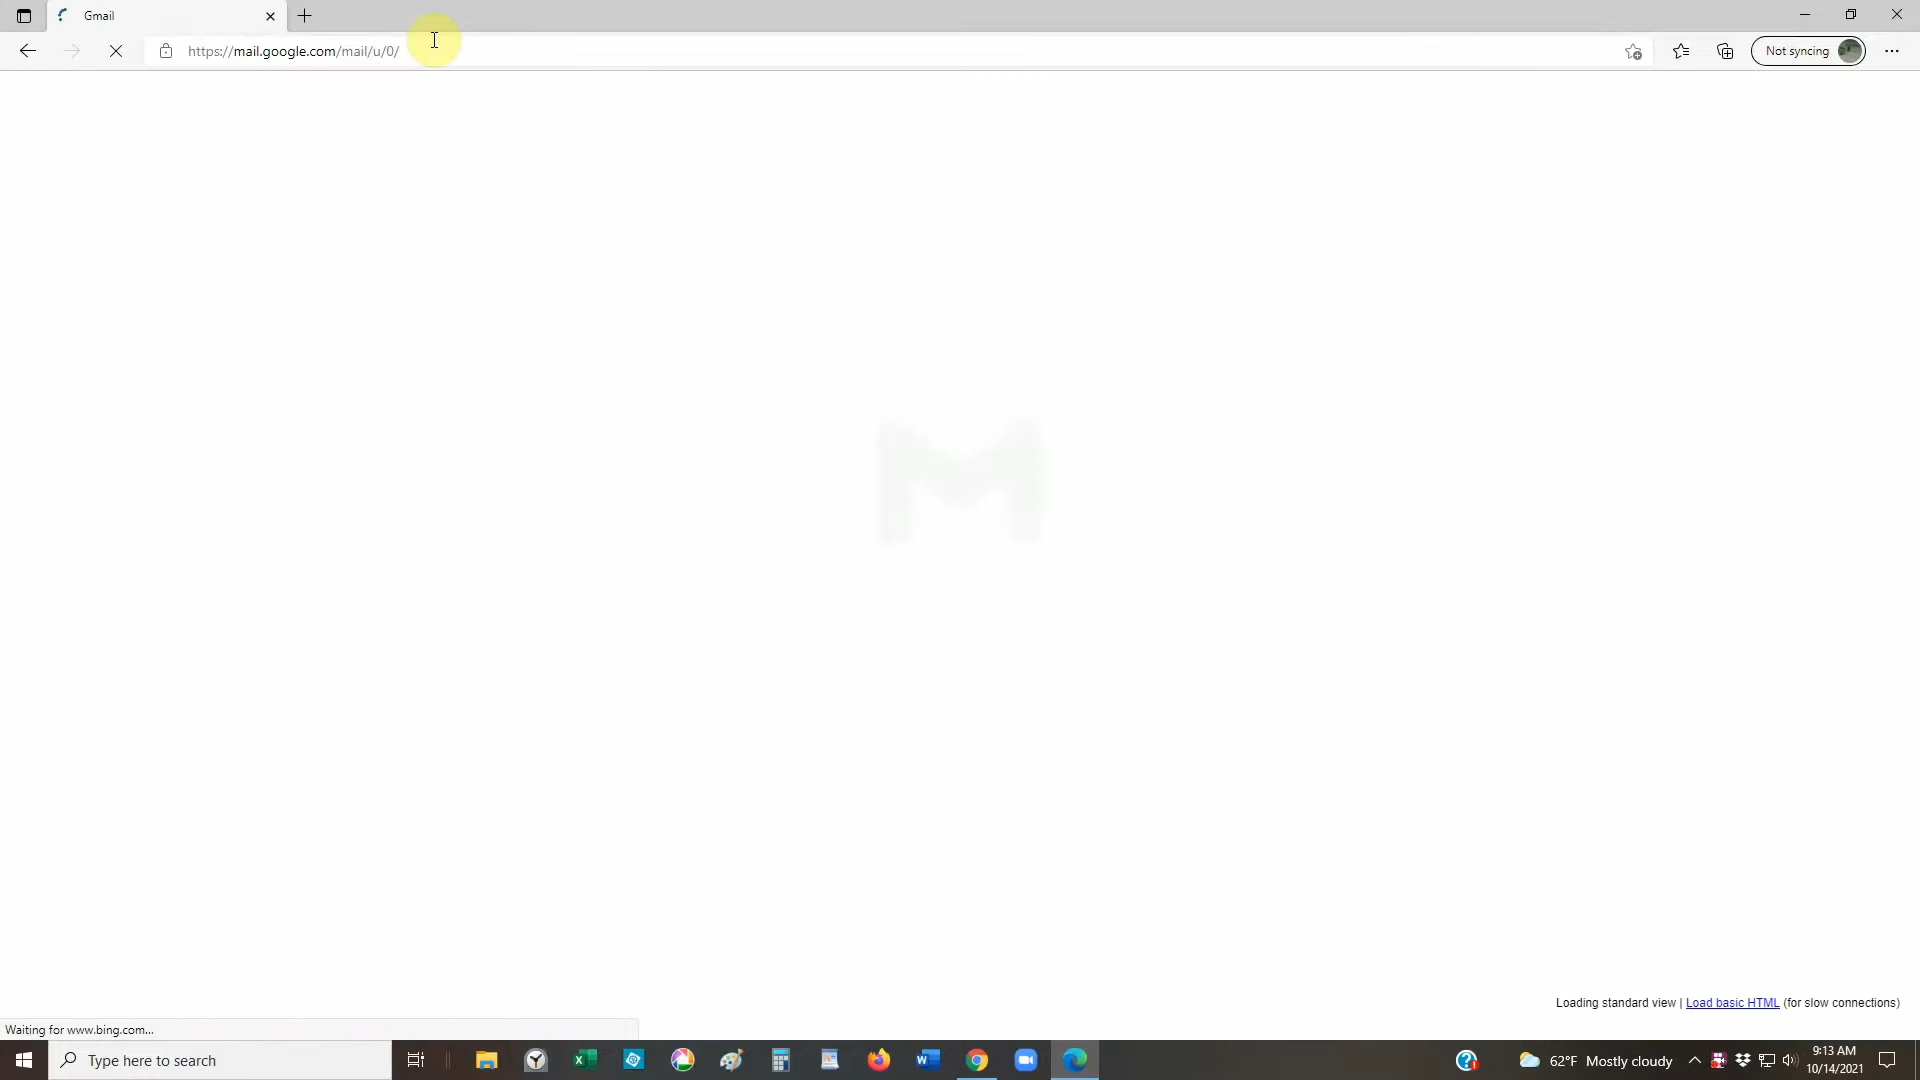 Gmail
https://mail.google.com/mail/u/0/
Not syncing
M
Loading standard view | Load basic HTML (for slow connections)
Waiting for www.bing.com...
Type here to search
62°F Mostly cloudy
9:13 AM
10/14/2021